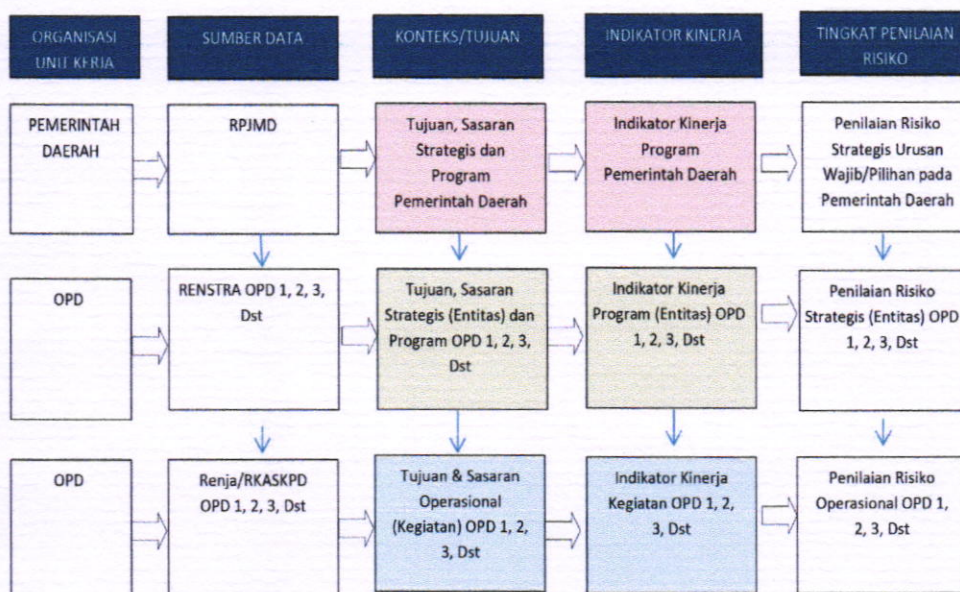 ORGANISASI
UNIT KERJA
SUMBER DATA
KONTEKS/TUJUAN
INDIKATOR KINERJA
TINGKAT PENILAIAN
RISIKO
PEMERINTAH
DAERAH
RPJMD
Tujuan, Sasaran
Strategis dan
Program
Pemerintah Daerah
Indikator Kinerja
Program
Pemerintah Daerah
Penilaian Risiko
Strategis Urusan
Wajib/Pilihan pada
Pemerintah Daerah
OPD
RENSTRA OPD 1, 2, 3,
Dst
Tujuan, Sasaran
Strategis (Entitas) dan
Program OPD 1, 2, 3,
Dst
Indikator Kinerja
Program (Entitas) OPD
1, 2, 3, Dst
Penilaian Risiko
Strategis (Entitas) OPD
1, 2, 3, Dst
OPD
Renja/RKASKPD
OPD 1, 2, 3, Dst
Tujuan & Sasaran
Operasional
(Kegiatan) OPD 1, 2,
3, Dst
Indikator Kinerja
Kegiatan OPD 1, 2,
3, Dst
Penilaian Risiko
Operasional OPD 1,
2, 3, Dst